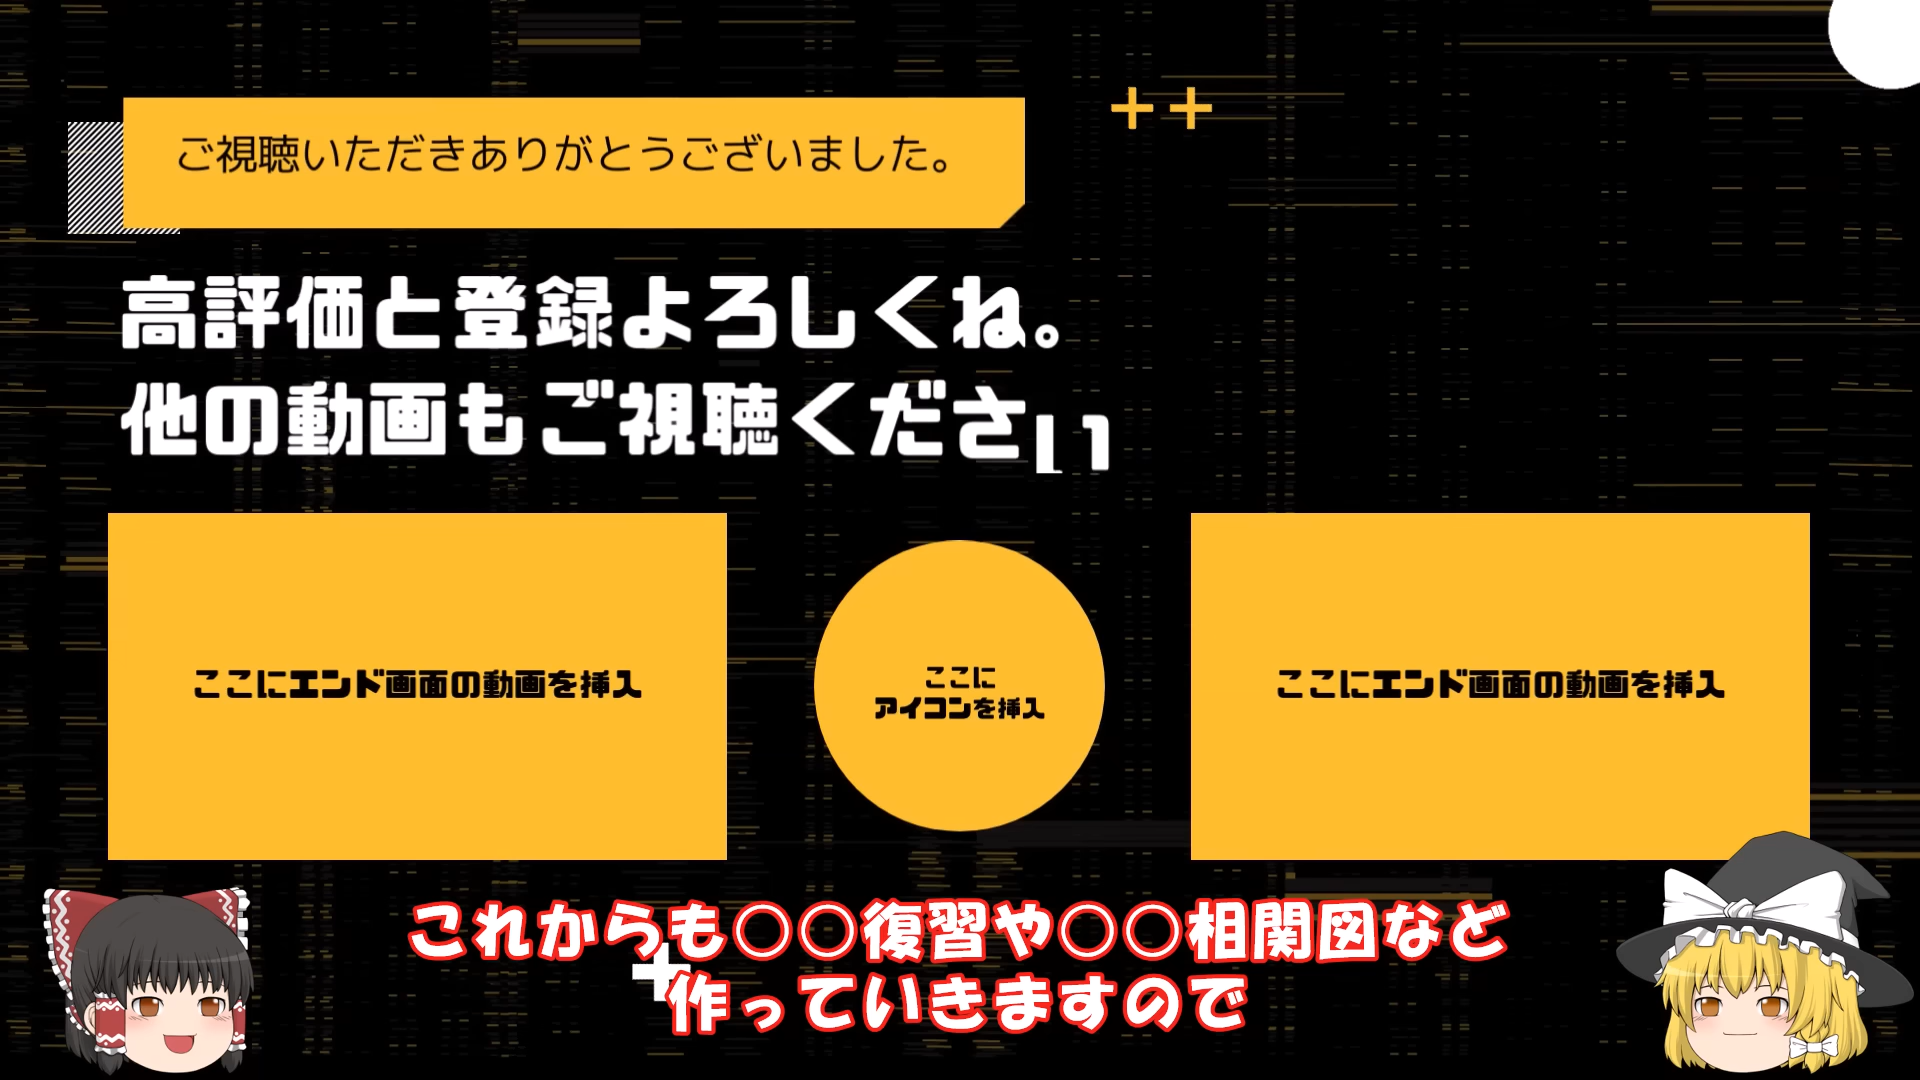 ご視聴いただきありがとうございました。
高評価と登録よろしくね。
他の動画もご視聴ください
ここにエンド画面の動画を挿入
ここに
アイコンを挿入
ここにエンド画面の動画を挿入
これからも○○復習や○○相関図など
作っていきますので